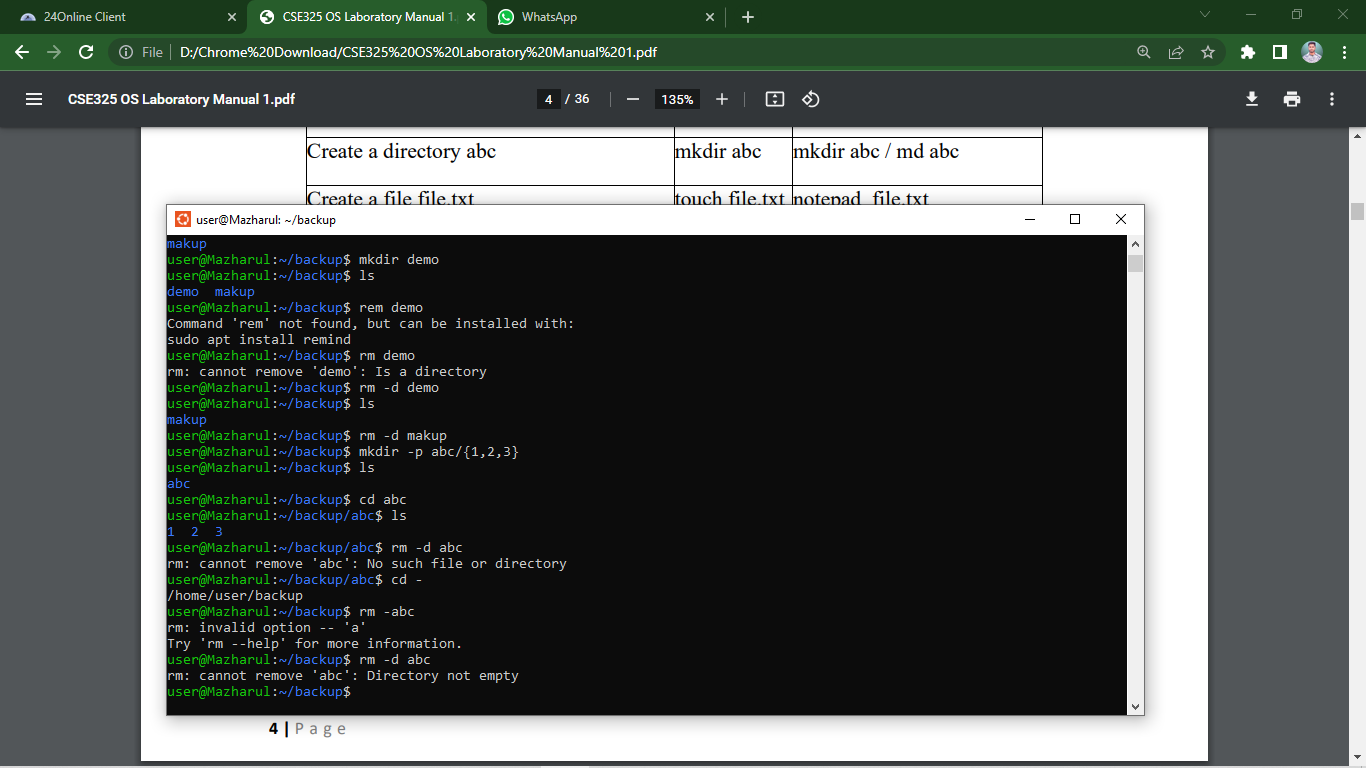 24Online Client
CSE325 OS Laboratory Manual 1.
WhatsApp
File
D:/Chrome%20Download/CSE325%20OS%20Laboratory%20Manual%201.pdf
CSE325 OS Laboratory Manual 1.pdf
4 / 36
135%
Create a directory abc mkdir abc mkdir abc / md abc
Create a file file.txt touch file.txt notepad file.txt
user@Mazharul: ~/backup
makup
user@Mazharul:~/backup$ mkdir demo
user@Mazharul:~/backup$ ls
demo  makup
user@Mazharul:~/backup$ rem demo
Command 'rem' not found, but can be installed with:
sudo apt install remind
user@Mazharul:~/backup$ rm demo
rm: cannot remove 'demo': Is a directory
user@Mazharul:~/backup$ rm -d demo
user@Mazharul:~/backup$ ls
makup
user@Mazharul:~/backup$ rm -d makup
user@Mazharul:~/backup$ mkdir -p abc/{1,2,3}
user@Mazharul:~/backup$ ls
abc
user@Mazharul:~/backup$ cd abc
user@Mazharul:~/backup/abc$ ls
1  2  3
user@Mazharul:~/backup/abc$ rm -d abc
rm: cannot remove 'abc': No such file or directory
user@Mazharul:~/backup/abc$ cd -
/home/user/backup
user@Mazharul:~/backup$ rm -abc
rm: invalid option -- 'a'
Try 'rm --help' for more information.
user@Mazharul:~/backup$ rm -d abc
rm: cannot remove 'abc': Directory not empty
user@Mazharul:~/backup$
4 | P a g e